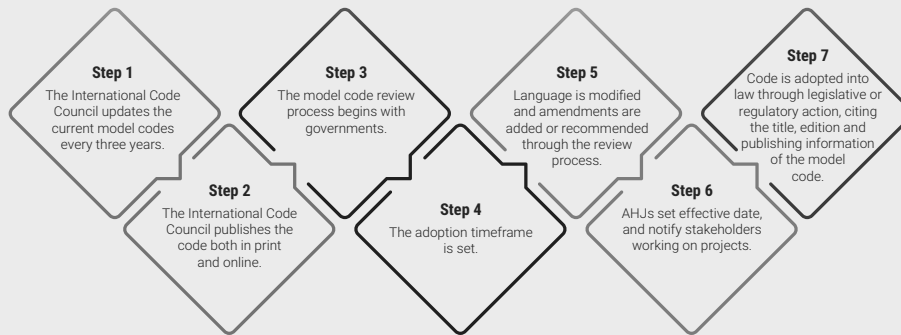 Step 1
The International Code
Council updates the
current model codes
every three years.
Step 2
The International Code
Council publishes the
code both in print
and online.
Step 3
The model code review
process begins with
governments.
Step 4
The adoption timeframe
is set.
Step 5
Language is modified
and amendments are
added or recommended
through the review
process.
Step 6
AHJs set effective date,
and notify stakeholders
working on projects.
Step 7
Code is adopted into
law through legislative or
regulatory action, citing
the title, edition and
publishing information
of the model
code.